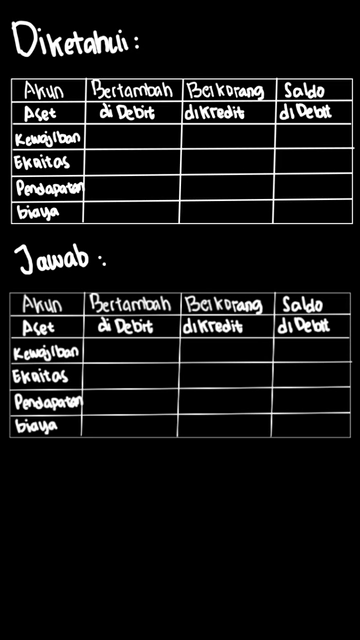 Diketahui :
Akun Bertambah Berkurang Saldo
Aset di Debit dikredit di Debit
Kewajiban
Ekuitas
Pendapatan
biaya
Jawab :
Akun Bertambah Berkurang Saldo
Aset di Debit dikredit di Debit
Kewajiban
Ekuitas
Pendapatan
biaya